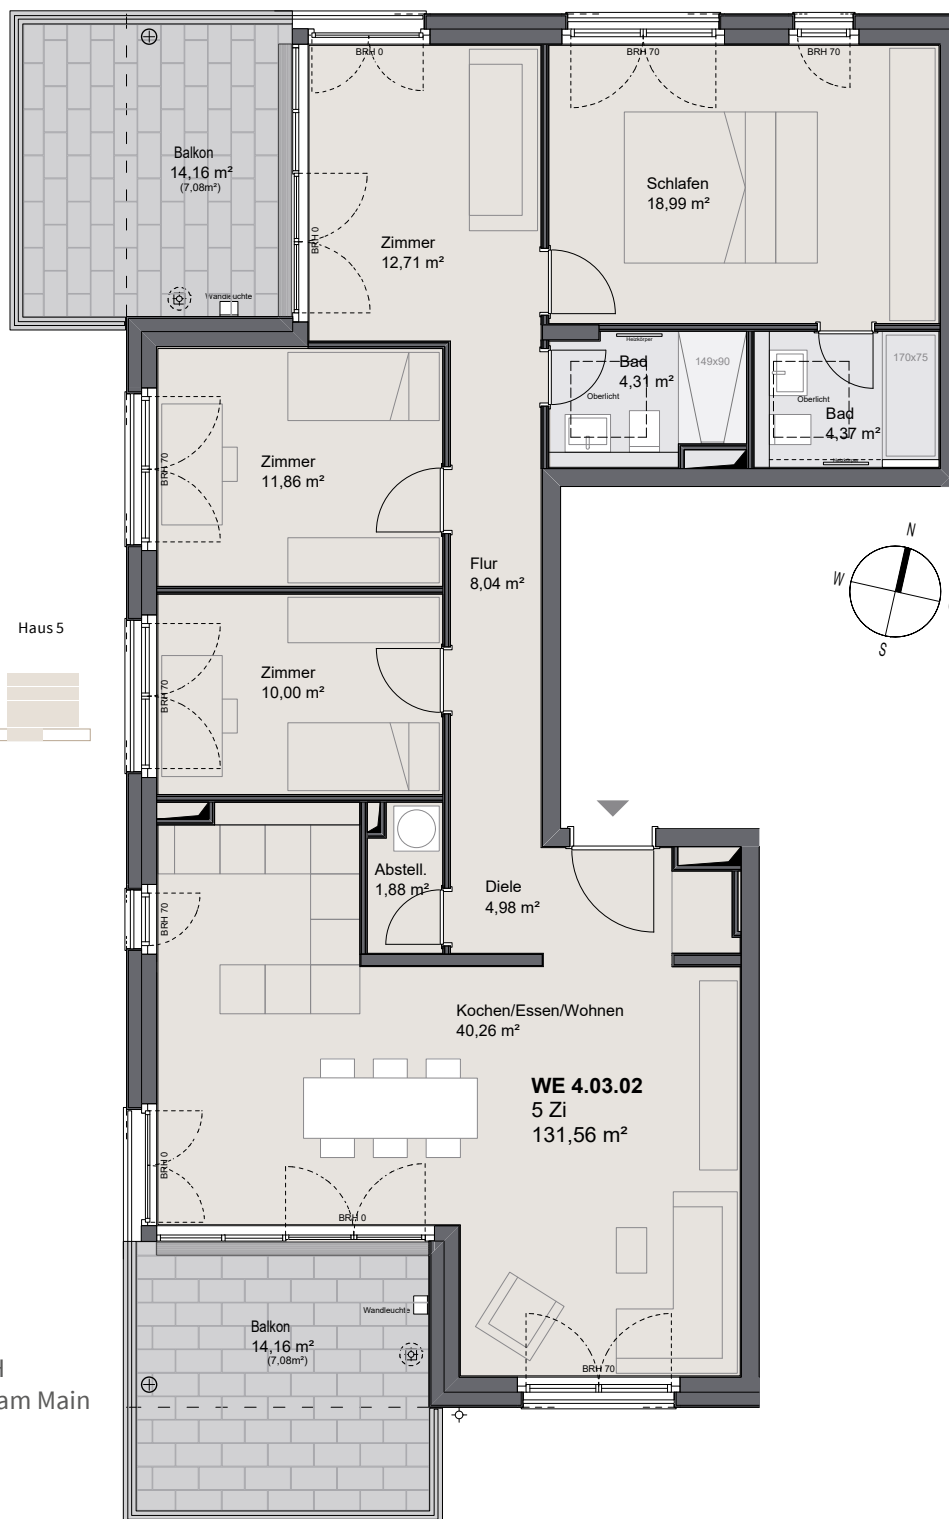 BRH 0
BRH 70
BRH 70
Balkon
14,16 m²
(7,08m²)
Schlafen
18,99 m²
Zimmer
12,71 m²
BRH 0
Wandleuchte
Heizkörper
Bad
4,31 m²
149x90
Oberlicht
170x75
Oberlicht
Bad
4,37 m²
Zimmer
11,86 m²
BRH 70
Flur
8,04 m²
N
W
S
Haus 5
Zimmer
10,00 m²
BRH 70
Abstell.
1,88 m²
Diele
4,98 m²
BRH 70
Kochen/Essen/Wohnen
40,26 m²
WE 4.03.02
5 Zi
131,56 m²
BRH 0
BRH 0
Wandleuchte
Balkon
14,16 m²
(7,08m²)
BRH 70
H
am Main